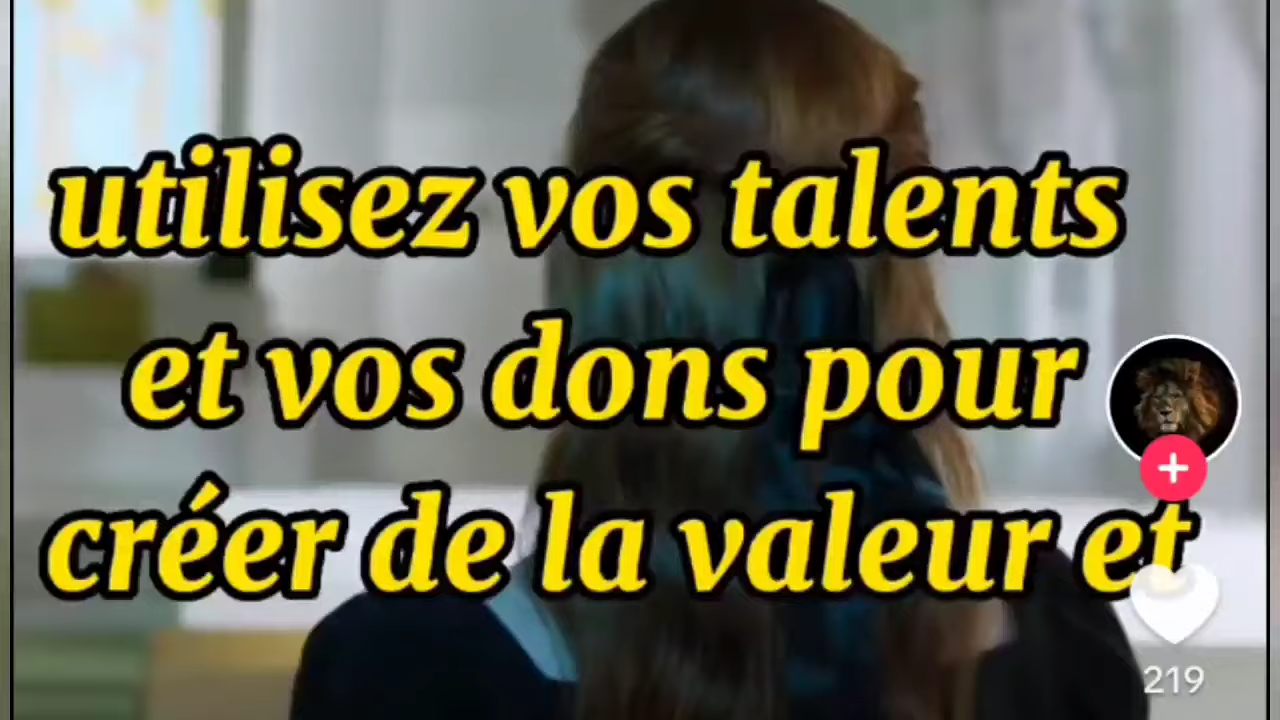 utilisez vos talents
et vos dons pour
créer de la valeur et
219